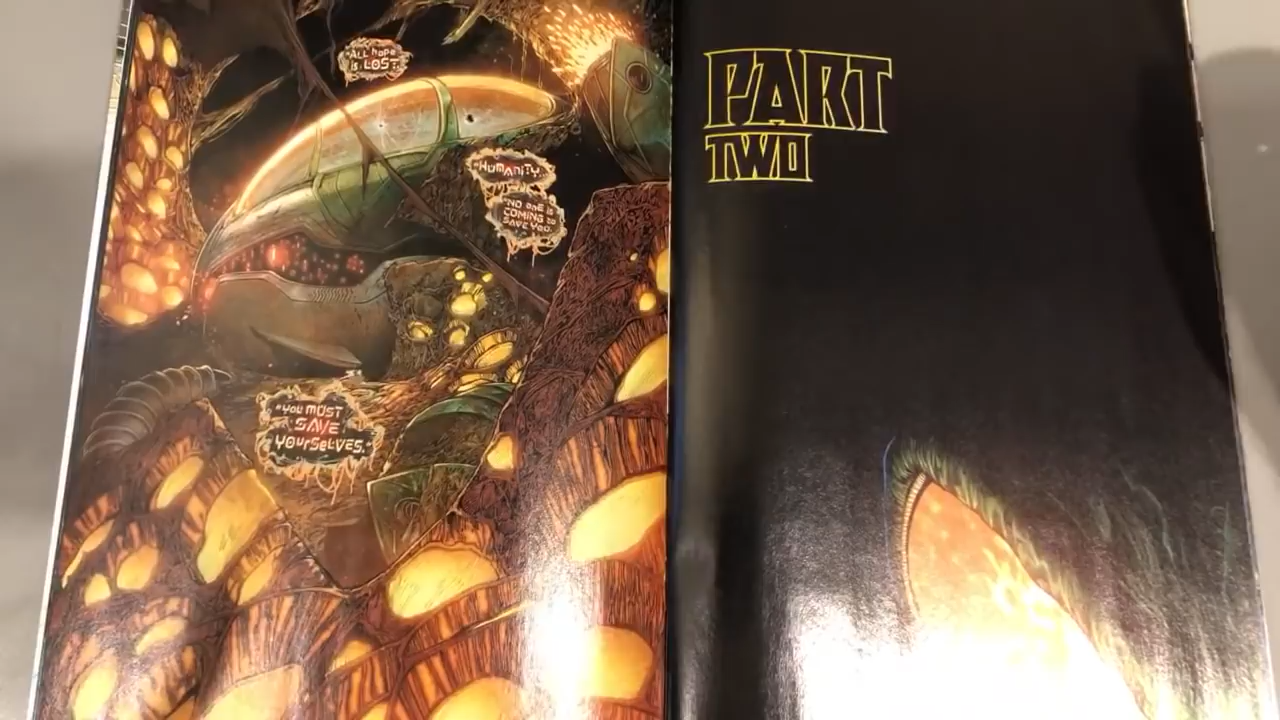 "ALL hope
is LOST.
"HUMANITY...
"NO ONE IS
COMING to
SAVE YOU.
"YOU MUST
SAVE
YOURSELVES."
PART
TWO